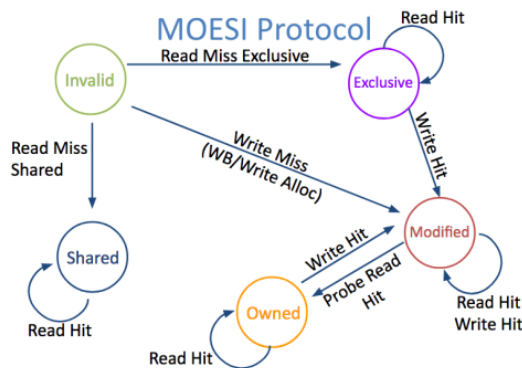 MOESI Protocol
Read Hit
Read Miss Exclusive
Invalid
Exclusive
Read Miss
Shared
Write Miss
(WB/Write Alloc)
Write Hit
Shared
Write Hit
Modified
Probe Read
Hit
Read Hit
Owned
Read Hit
Write Hit
Read Hit